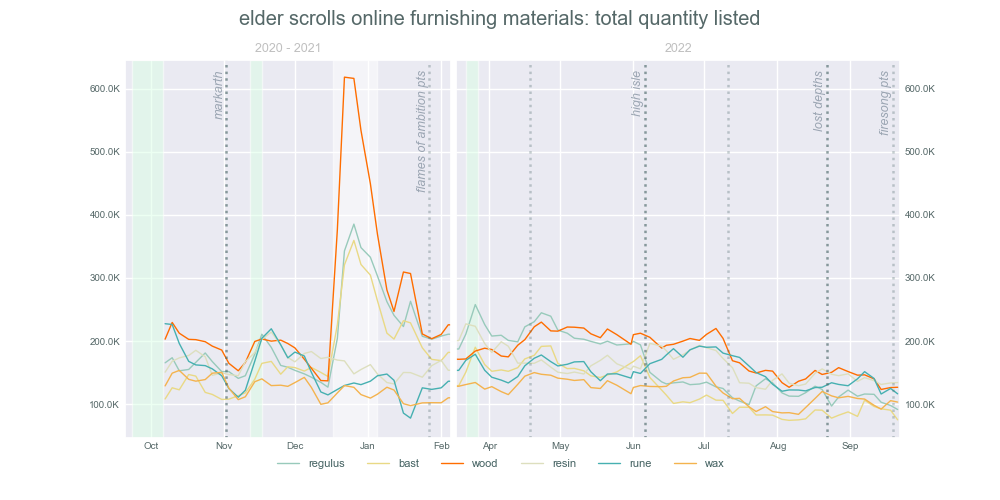 elder scrolls online furnishing materials: total quantity listed
2020 - 2021
2022
600.0K
500.0K
400.0K
300.0K
200.0K
100.0K
markarth
flames of ambition pts
high isle
lost depths
firesong pts
600.0K
500.0K
400.0K
300.0K
200.0K
100.0K
Oct Nov Dec Jan Feb Apr May Jun Jul Aug Sep
regulus bast wood resin rune wax